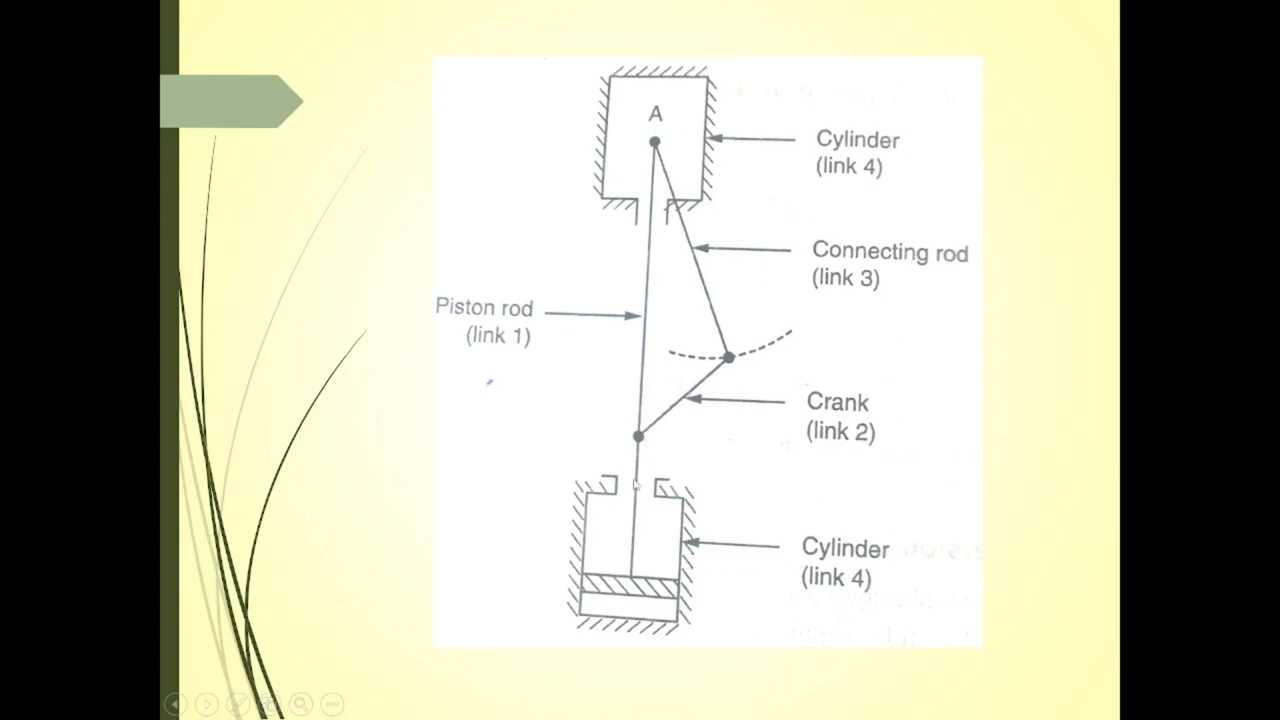 A
Cylinder
(link 4)
Connecting rod
(link 3)
Piston rod
(link 1)
Crank
(link 2)
Cylinder
(link 4)